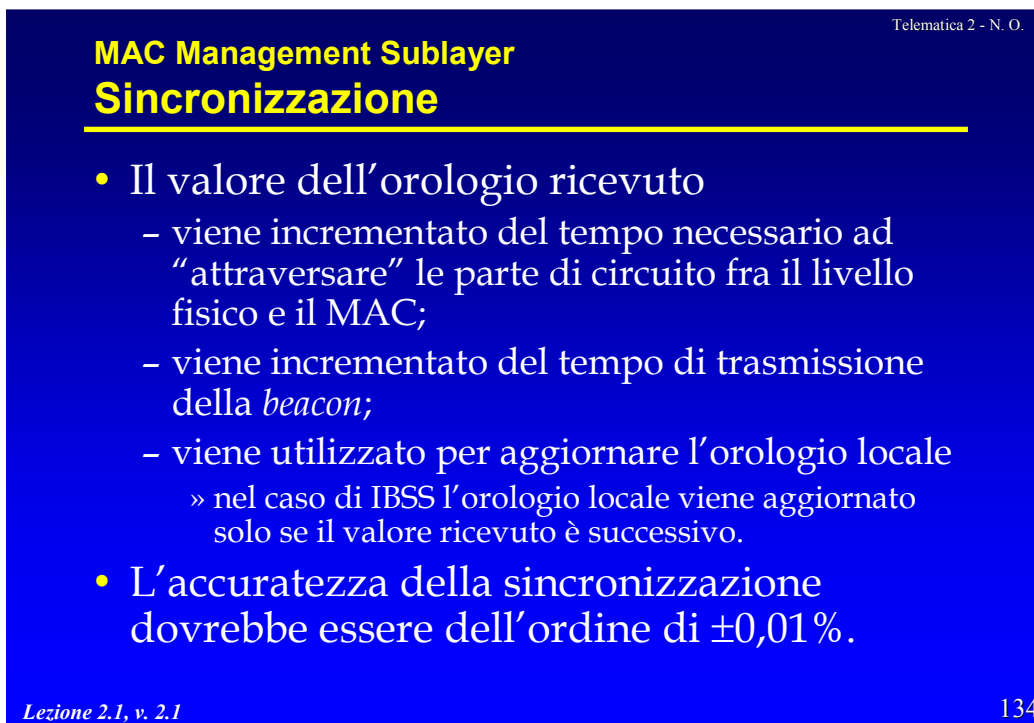 Telematica 2 - N. O.
MAC Management Sublayer
Sincronizzazione
• Il valore dell’orologio ricevuto
– viene incrementato del tempo necessario ad
“attraversare” le parte di circuito fra il livello
fisico e il MAC;
– viene incrementato del tempo di trasmissione
della beacon;
– viene utilizzato per aggiornare l’orologio locale
» nel caso di IBSS l’orologio locale viene aggiornato
solo se il valore ricevuto è successivo.
• L’accuratezza della sincronizzazione
dovrebbe essere dell’ordine di ±0,01%.
Lezione 2.1, v. 2.1
134